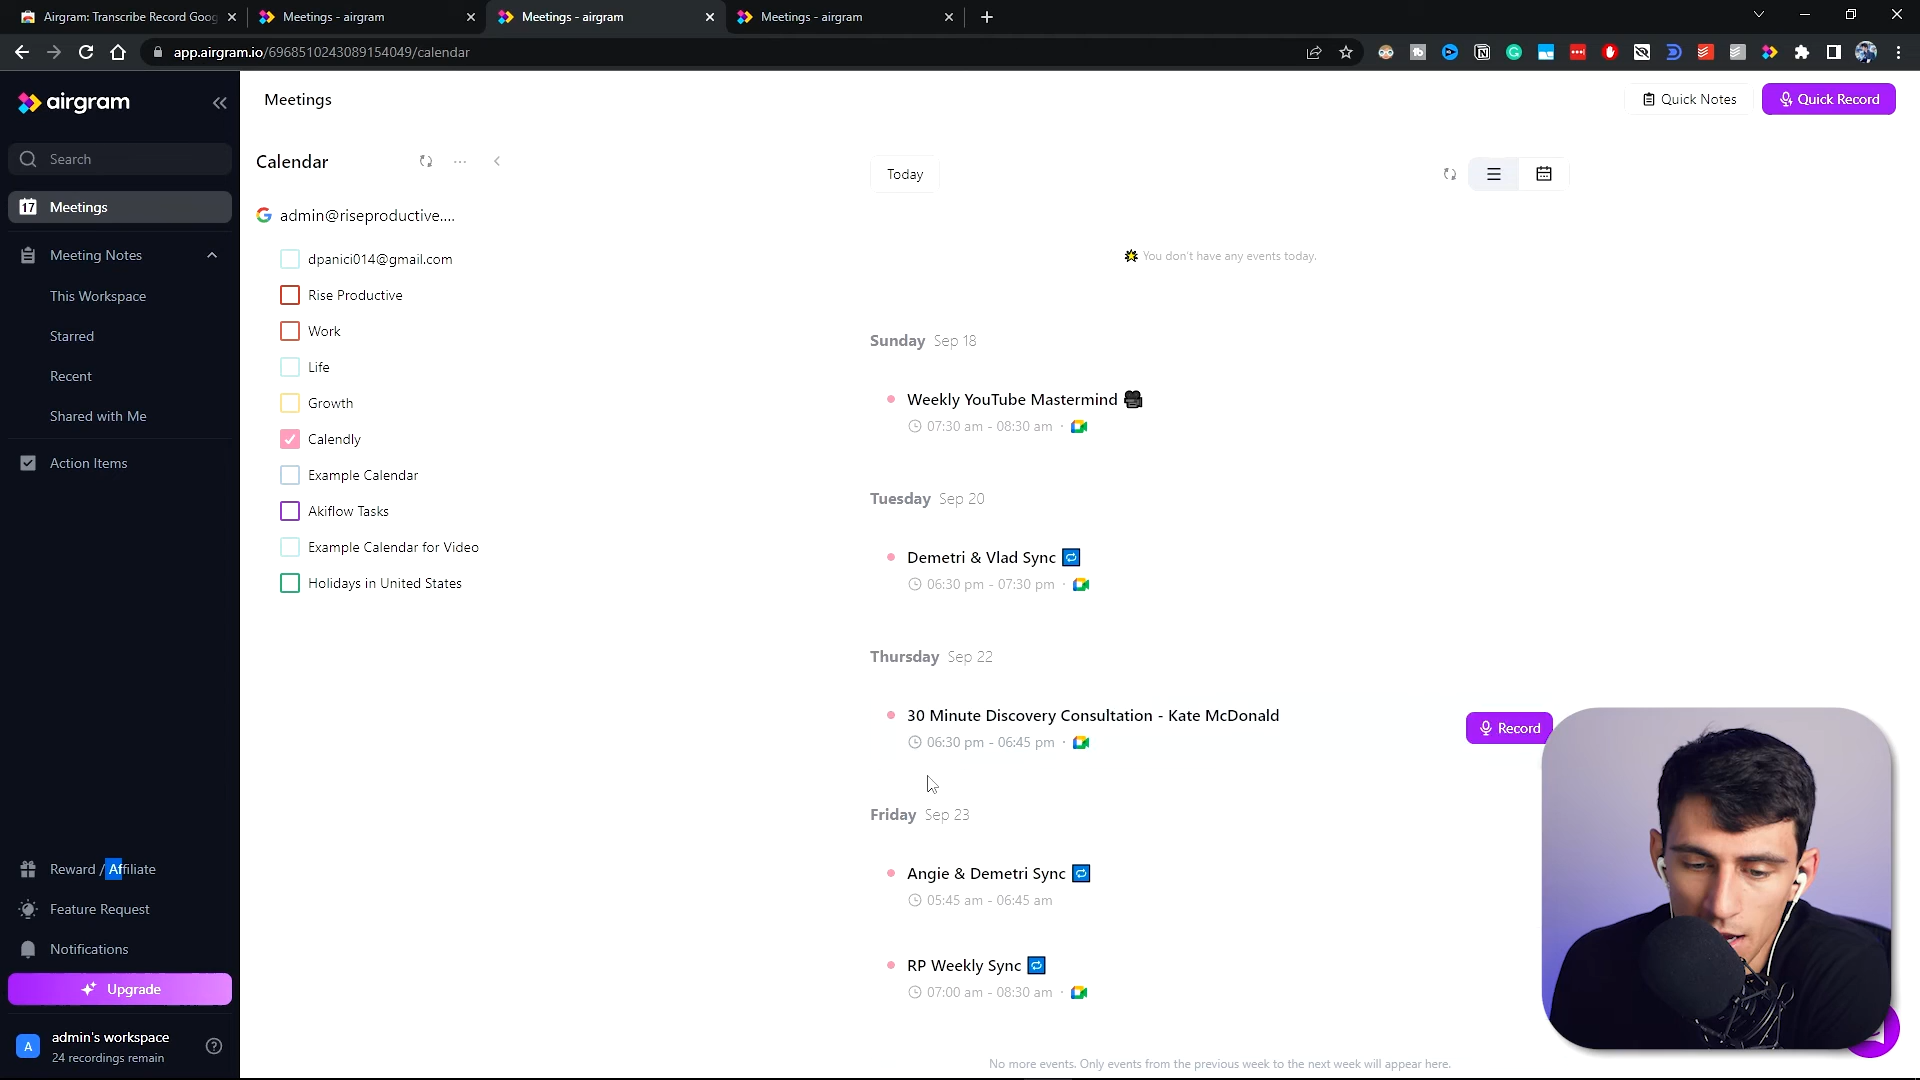 Airgram: Transcribe Record Goog
Meetings - airgram
Meetings - airgram
Meetings - airgram
app.airgram.io/6968510243089154049/calendar
airgram
Search
17 Meetings
Meeting Notes
This Workspace
Starred
Recent
Shared with Me
Action Items
Reward / Affiliate
Feature Request
Notifications
Upgrade
A
admin's workspace
24 recordings remain
Meetings
Quick Notes
Quick Record
Calendar
admin@riseproductive....
dpanici014@gmail.com
Rise Productive
Work
Life
Growth
Calendly
Example Calendar
Akiflow Tasks
Example Calendar for Video
Holidays in United States
Today
You don't have any events today.
Sunday Sep 18
Weekly YouTube Mastermind
07:30 am - 08:30 am ·
Tuesday Sep 20
Demetri & Vlad Sync
06:30 pm - 07:30 pm ·
Thursday Sep 22
30 Minute Discovery Consultation - Kate McDonald
06:30 pm - 06:45 pm ·
Record
Friday Sep 23
Angie & Demetri Sync
05:45 am - 06:45 am
RP Weekly Sync
07:00 am - 08:30 am ·
No more events. Only events from the previous week to the next week will appear here.